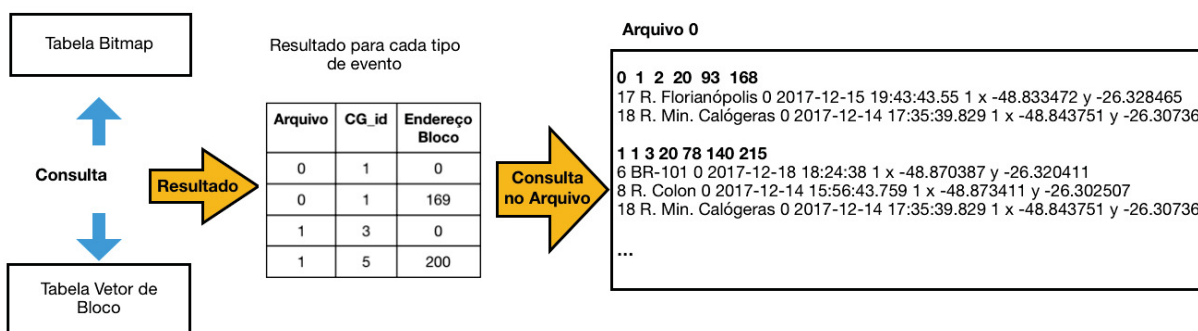 Tabela Bitmap
Consulta
Tabela Vetor de
Bloco
Resultado
Resultado para cada tipo
de evento
Arquivo CG_id Endereço
Bloco
0 1 0
0 1 169
1 3 0
1 5 200
Consulta
no Arquivo
Arquivo 0
0 1 2 20 93 168
17 R. Florianópolis 0 2017-12-15 19:43:43.55 1 x -48.833472 y -26.328465
18 R. Min. Calógeras 0 2017-12-14 17:35:39.829 1 x -48.843751 y -26.30736
1 1 3 20 78 140 215
6 BR-101 0 2017-12-18 18:24:38 1 x -48.870387 y -26.320411
8 R. Colon 0 2017-12-14 15:56:43.759 1 x -48.873411 y -26.302507
18 R. Min. Calógeras 0 2017-12-14 17:35:39.829 1 x -48.843751 y -26.30736
...